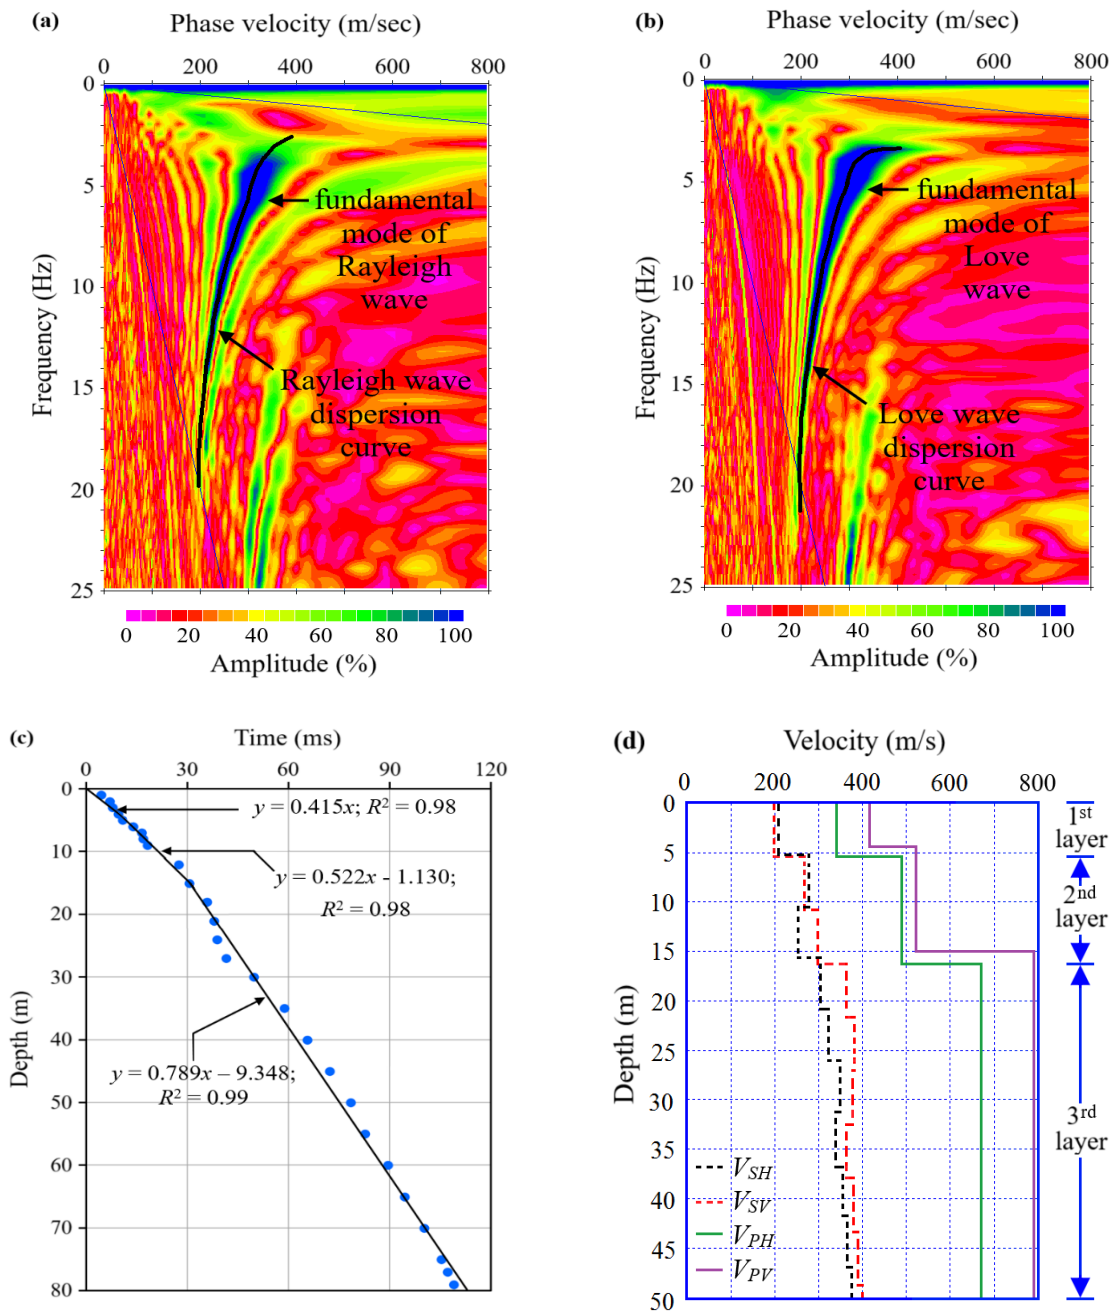 (a)
Phase velocity (m/sec)
0 200 400 600 800
0
5
10
15
20
25
Frequency (Hz)
fundamental
mode of
Rayleigh
wave
Rayleigh wave
dispersion
curve
0 20 40 60 80 100
Amplitude (%)
(b)
Phase velocity (m/sec)
0 200 400 600 800
0
5
10
15
20
25
Frequency (Hz)
fundamental
mode of
Love
wave
Love wave
dispersion
curve
0 20 40 60 80 100
Amplitude (%)
(c)
Time (ms)
0 30 60 90 120
0
10
20
30
40
50
60
70
80
Depth (m)
y = 0.415x; R² = 0.98
y = 0.522x - 1.130;
R² = 0.98
y = 0.789x – 9.348;
R² = 0.99
(d)
Velocity (m/s)
0 200 400 600 800
0
5
10
15
20
25
30
35
40
45
50
Depth (m)
V_SH
V_SV
V_PH
V_PV
1st
layer
2nd
layer
3rd
layer